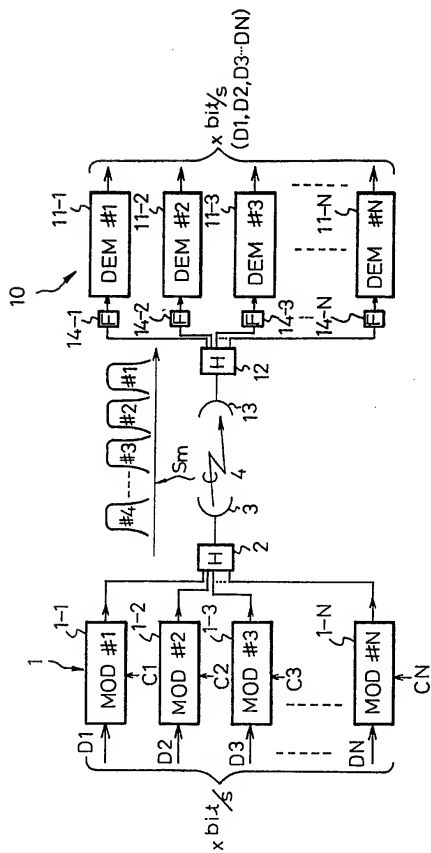 1
x bit/s
D1
MOD #1
1-1
C1
D2
MOD #2
1-2
C2
D3
MOD #3
1-3
C3
DN
MOD #N
1-N
CN
H
2
3
4
Sm
#4
#3
#2
#1
13
H
12
10
14-1
F
DEM #1
11-1
14-2
F
DEM #2
11-2
14-3
F
DEM #3
11-3
14-N
F
DEM #N
11-N
x bit/s
(D1, D2, D3···DN)